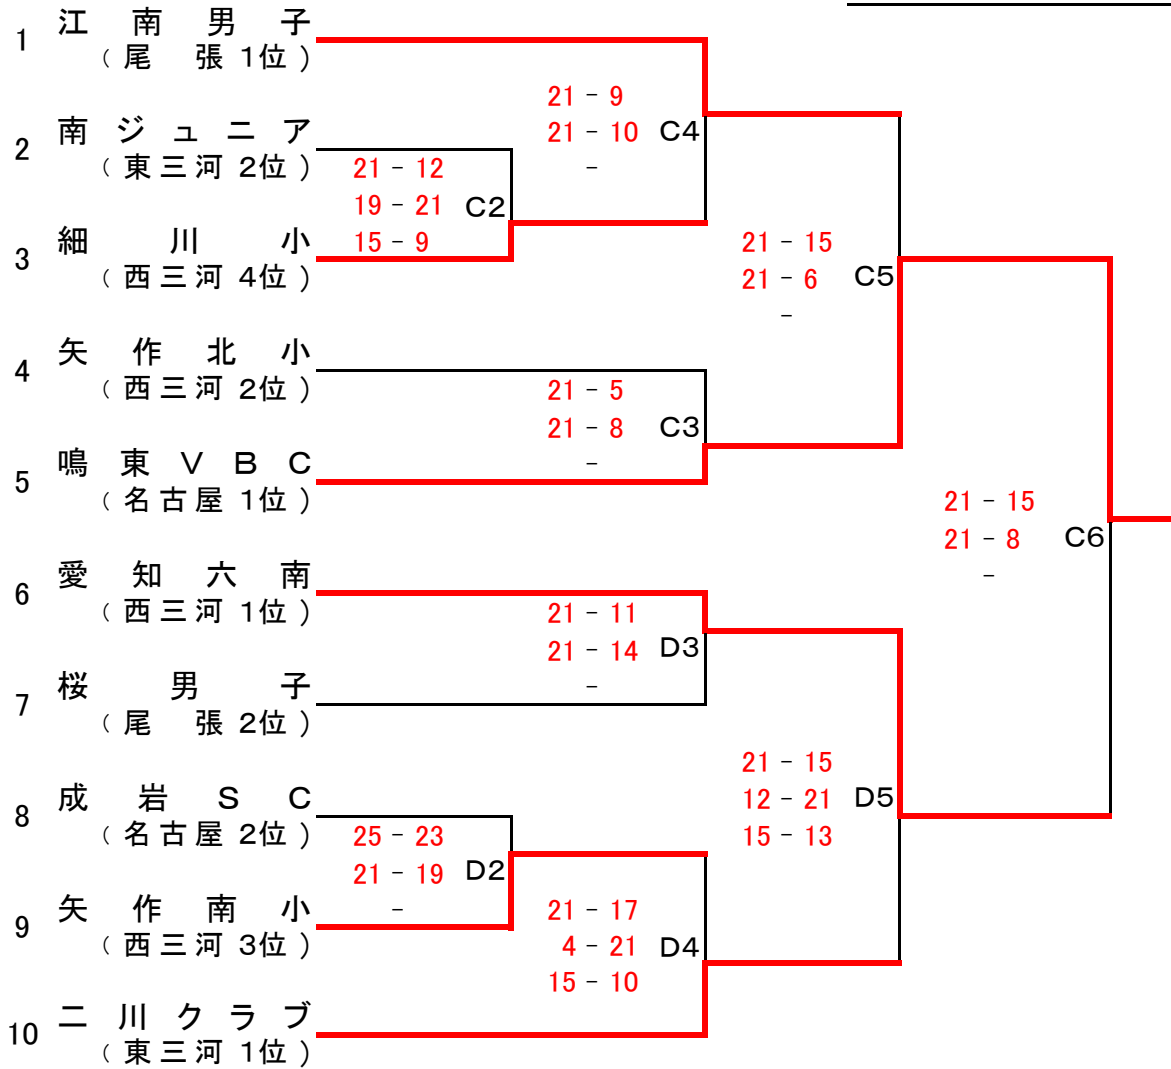 1 江南男子
（尾張 1位）
2 南ジュニア
（東三河 2位）
3 細川小
（西三河 4位）
4 矢作北小
（西三河 2位）
5 鳴東ＶＢＣ
（名古屋 1位）
6 愛知六南
（西三河 1位）
7 桜男子
（尾張 2位）
8 成岩ＳＣ
（名古屋 2位）
9 矢作南小
（西三河 3位）
10 二川クラブ
（東三河 1位）
21 - 12
19 - 21 C2
15 - 9
25 - 23
21 - 19 D2
-
21 - 9
21 - 10 C4
-
21 - 5
21 - 8 C3
-
21 - 11
21 - 14 D3
-
21 - 17
4 - 21 D4
15 - 10
21 - 15
21 - 6 C5
-
21 - 15
12 - 21 D5
15 - 13
21 - 15
21 - 8 C6
-